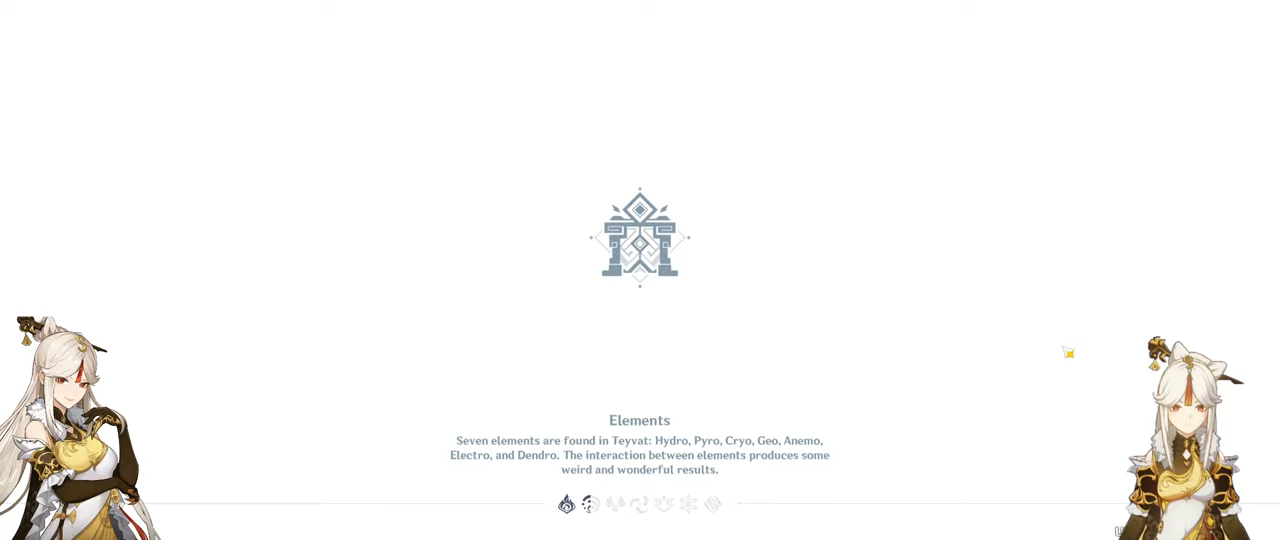 Elements
Seven elements are found in Teyvat: Hydro, Pyro, Cryo, Geo, Anemo,
Electro, and Dendro. The interaction between elements produces some
weird and wonderful results.